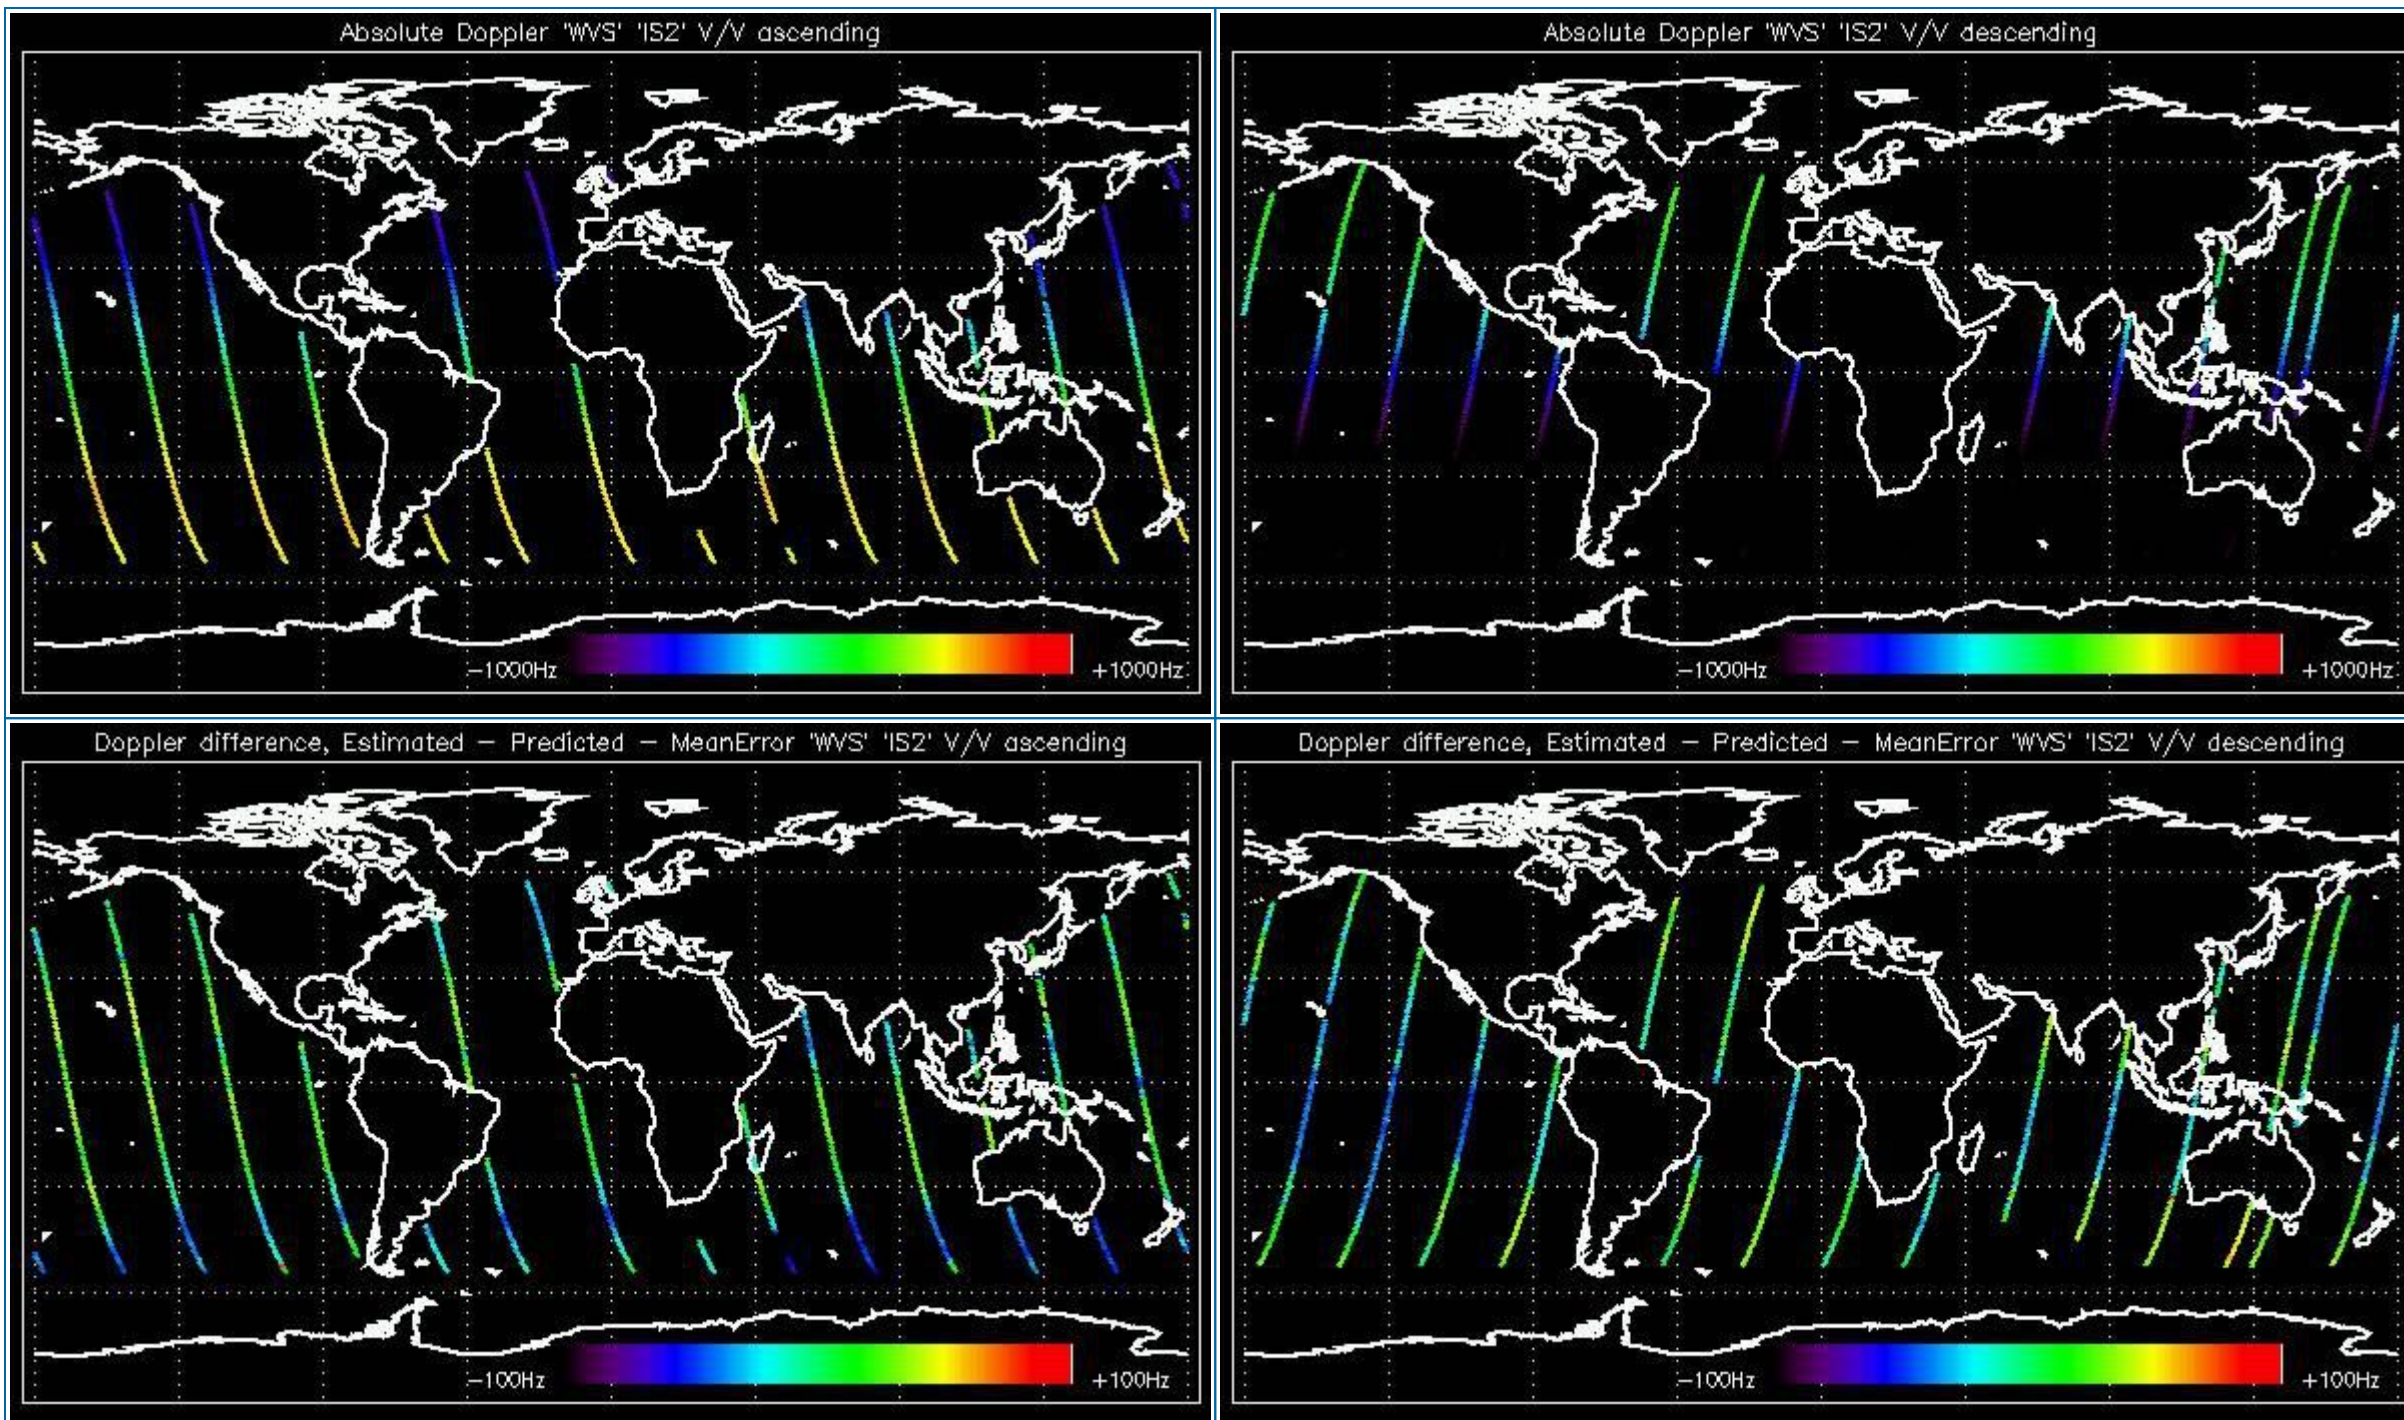 Absolute Doppler 'WVS' 'IS2' V/V ascending
-1000Hz
+1000Hz
Absolute Doppler 'WVS' 'IS2' V/V descending
-1000Hz
+1000Hz
Doppler difference, Estimated - Predicted - MeanError 'WVS' 'IS2' V/V ascending
-100Hz
+100Hz
Doppler difference, Estimated - Predicted - MeanError 'WVS' 'IS2' V/V descending
-100Hz
+100Hz